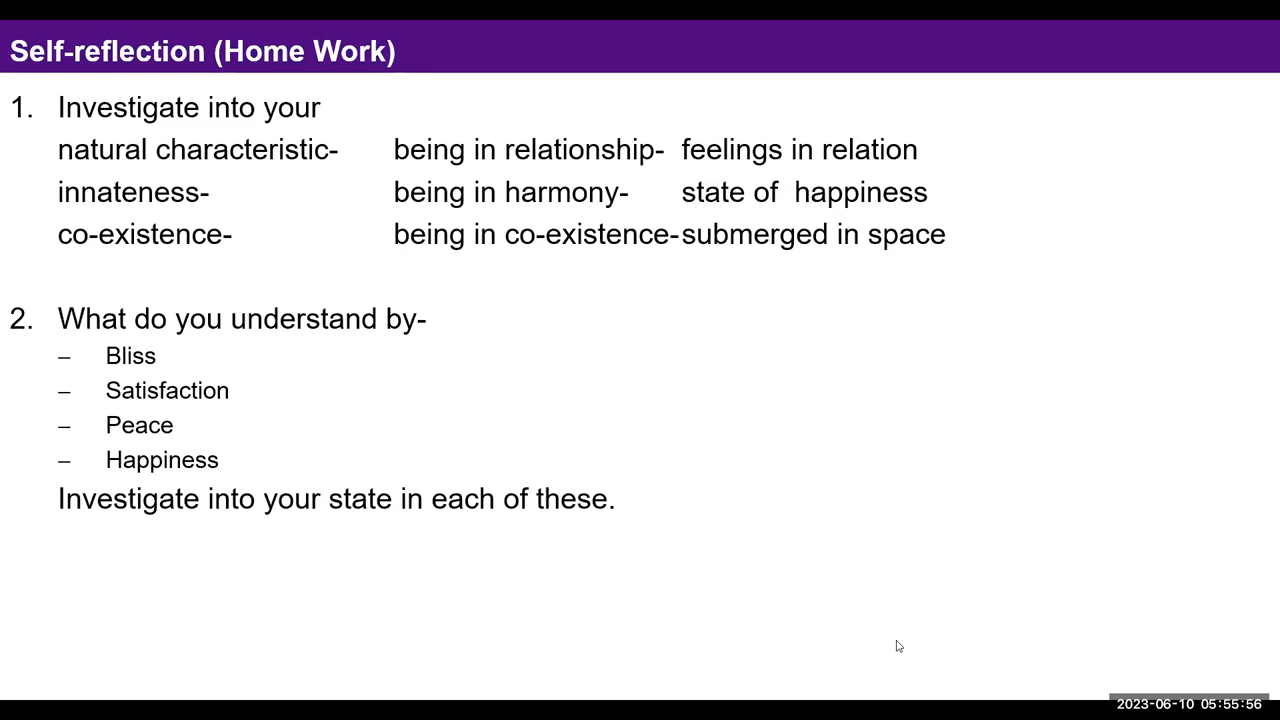 Self-reflection (Home Work)
1. Investigate into your
natural characteristic- being in relationship- feelings in relation
innateness- being in harmony- state of happiness
co-existence- being in co-existence- submerged in space
2. What do you understand by-
– Bliss
– Satisfaction
– Peace
– Happiness
Investigate into your state in each of these.
2023-06-10 05:55:56